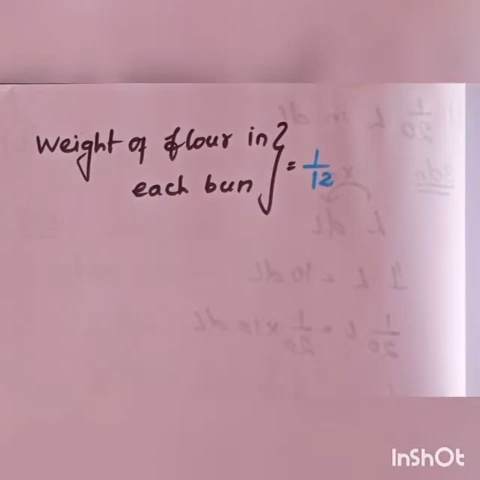 Weight of flour in
each bun } = 1/12
InShOt